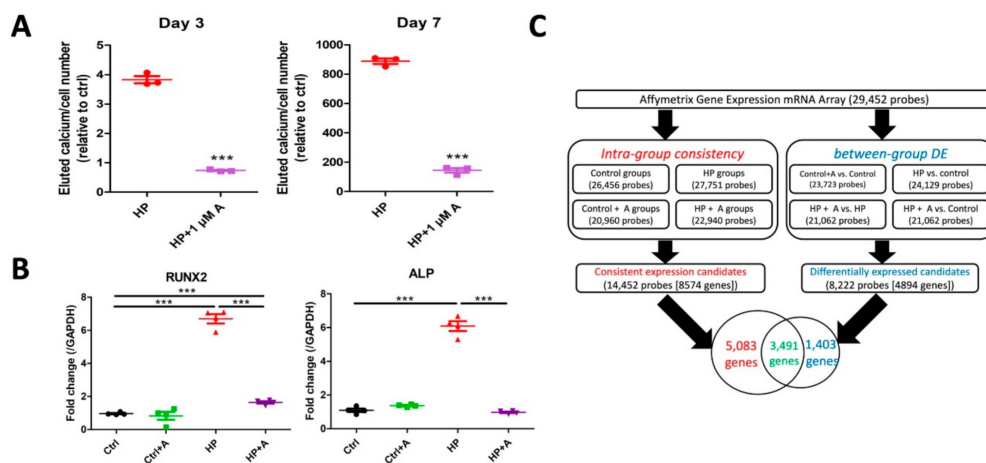 A
Day 3
Eluted calcium/cell number
(relative to ctrl)
5
4
3
2
1
0
***
HP
HP+1 μM A
Day 7
Eluted calcium/cell number
(relative to ctrl)
1000
800
600
400
200
0
***
HP
HP+1 μM A
B
RUNX2
Fold change (/GAPDH)
8
6
4
2
0
***
*** ***
Ctrl
Ctrl+A
HP
HP+A
ALP
Fold change (/GAPDH)
8
6
4
2
0
*** ***
Ctrl
Ctrl+A
HP
HP+A
C
Affymetrix Gene Expression mRNA Array (29,452 probes)
Intra-group consistency
Control groups
(26,456 probes)
HP groups
(27,751 probes)
Control + A groups
(20,960 probes)
HP + A groups
(22,940 probes)
between-group DE
Control+A vs. Control
(23,723 probes)
HP vs. control
(24,129 probes)
HP + A vs. HP
(21,062 probes)
HP + A vs. Control
(21,062 probes)
Consistent expression candidates
(14,452 probes [8574 genes])
Differentially expressed candidates
(8,222 probes [4894 genes])
5,083
genes
3,491
genes
1,403
genes